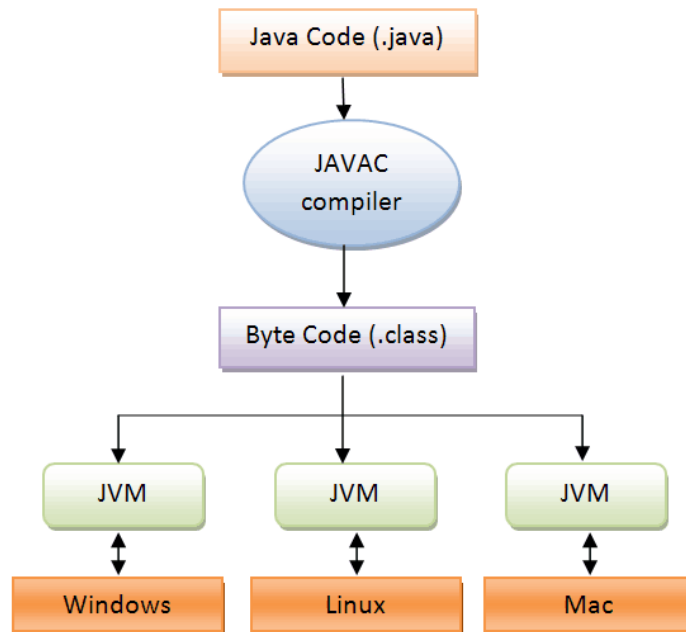 Java Code (.java)
JAVAC
compiler
Byte Code (.class)
JVM
JVM
JVM
Windows
Linux
Mac